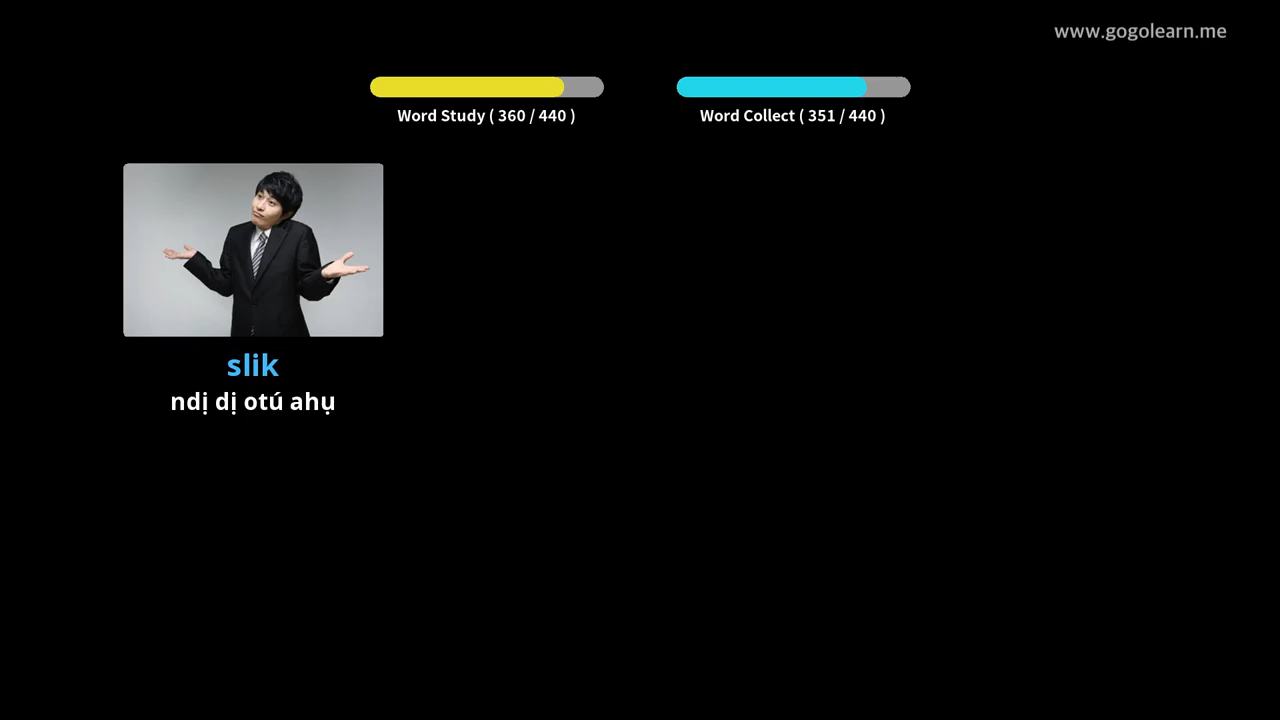 www.gogolearn.me
Word Study ( 360 / 440 )
Word Collect ( 351 / 440 )
slik
ndị dị otú ahụ